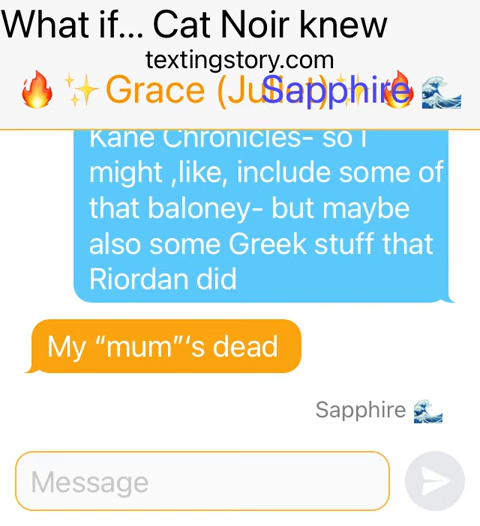 What if... Cat Noir knew
textingstory.com
🔥✨Grace (Juliet)✨🔥 Sapphire 🌊
Kane Chronicles- so I
might ,like, include some of
that baloney- but maybe
also some Greek stuff that
Riordan did
My “mum”‘s dead
Sapphire 🌊
Message